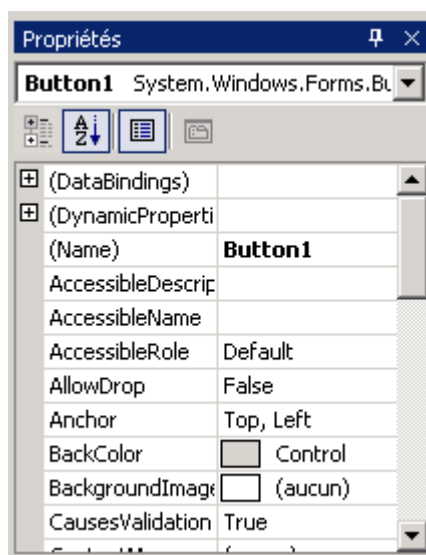 Propriétés
Button1 System.Windows.Forms.Bu
(DataBindings)
(DynamicProperti
(Name) Button1
AccessibleDescrip
AccessibleName
AccessibleRole Default
AllowDrop False
Anchor Top, Left
BackColor Control
BackgroundImage (aucun)
CausesValidation True